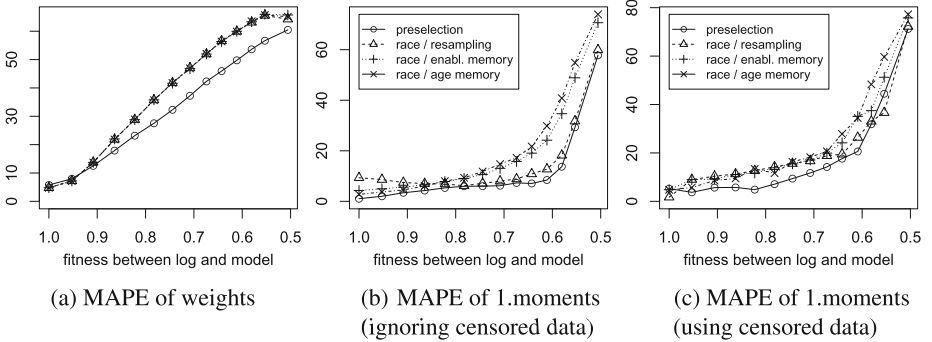 0 10 30 50
1.0 0.9 0.8 0.7 0.6 0.5
fitness between log and model
(a) MAPE of weights
0 20 40 60
preselection
race / resampling
race / enabl. memory
race / age memory
1.0 0.9 0.8 0.7 0.6 0.5
fitness between log and model
(b) MAPE of 1.moments
(ignoring censored data)
0 20 40 60 80
preselection
race / resampling
race / enabl. memory
race / age memory
1.0 0.9 0.8 0.7 0.6 0.5
fitness between log and model
(c) MAPE of 1.moments
(using censored data)